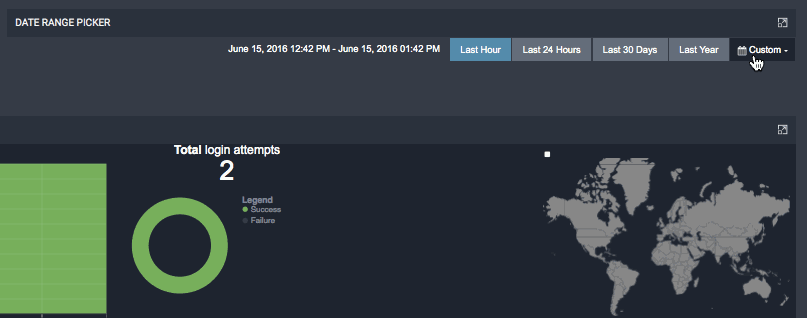 DATE RANGE PICKER
June 15, 2016 12:42 PM - June 15, 2016 01:42 PM Last Hour Last 24 Hours Last 30 Days Last Year Custom
Total login attempts
2
Legend
Success
Failure